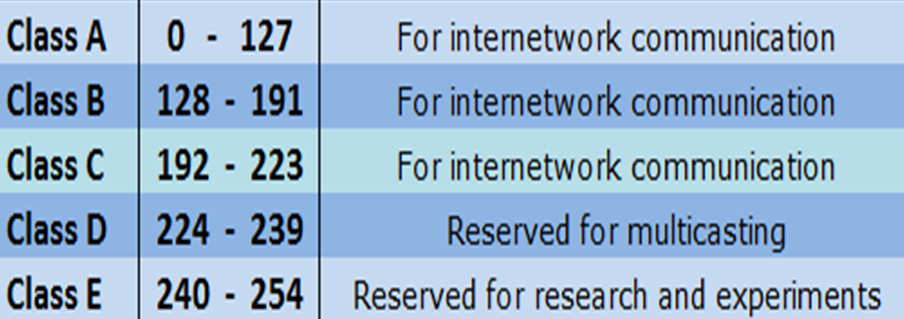 Class A 0 - 127 For internetwork communication
Class B 128 - 191 For internetwork communication
Class C 192 - 223 For internetwork communication
Class D 224 - 239 Reserved for multicasting
Class E 240 - 254 Reserved for research and experiments